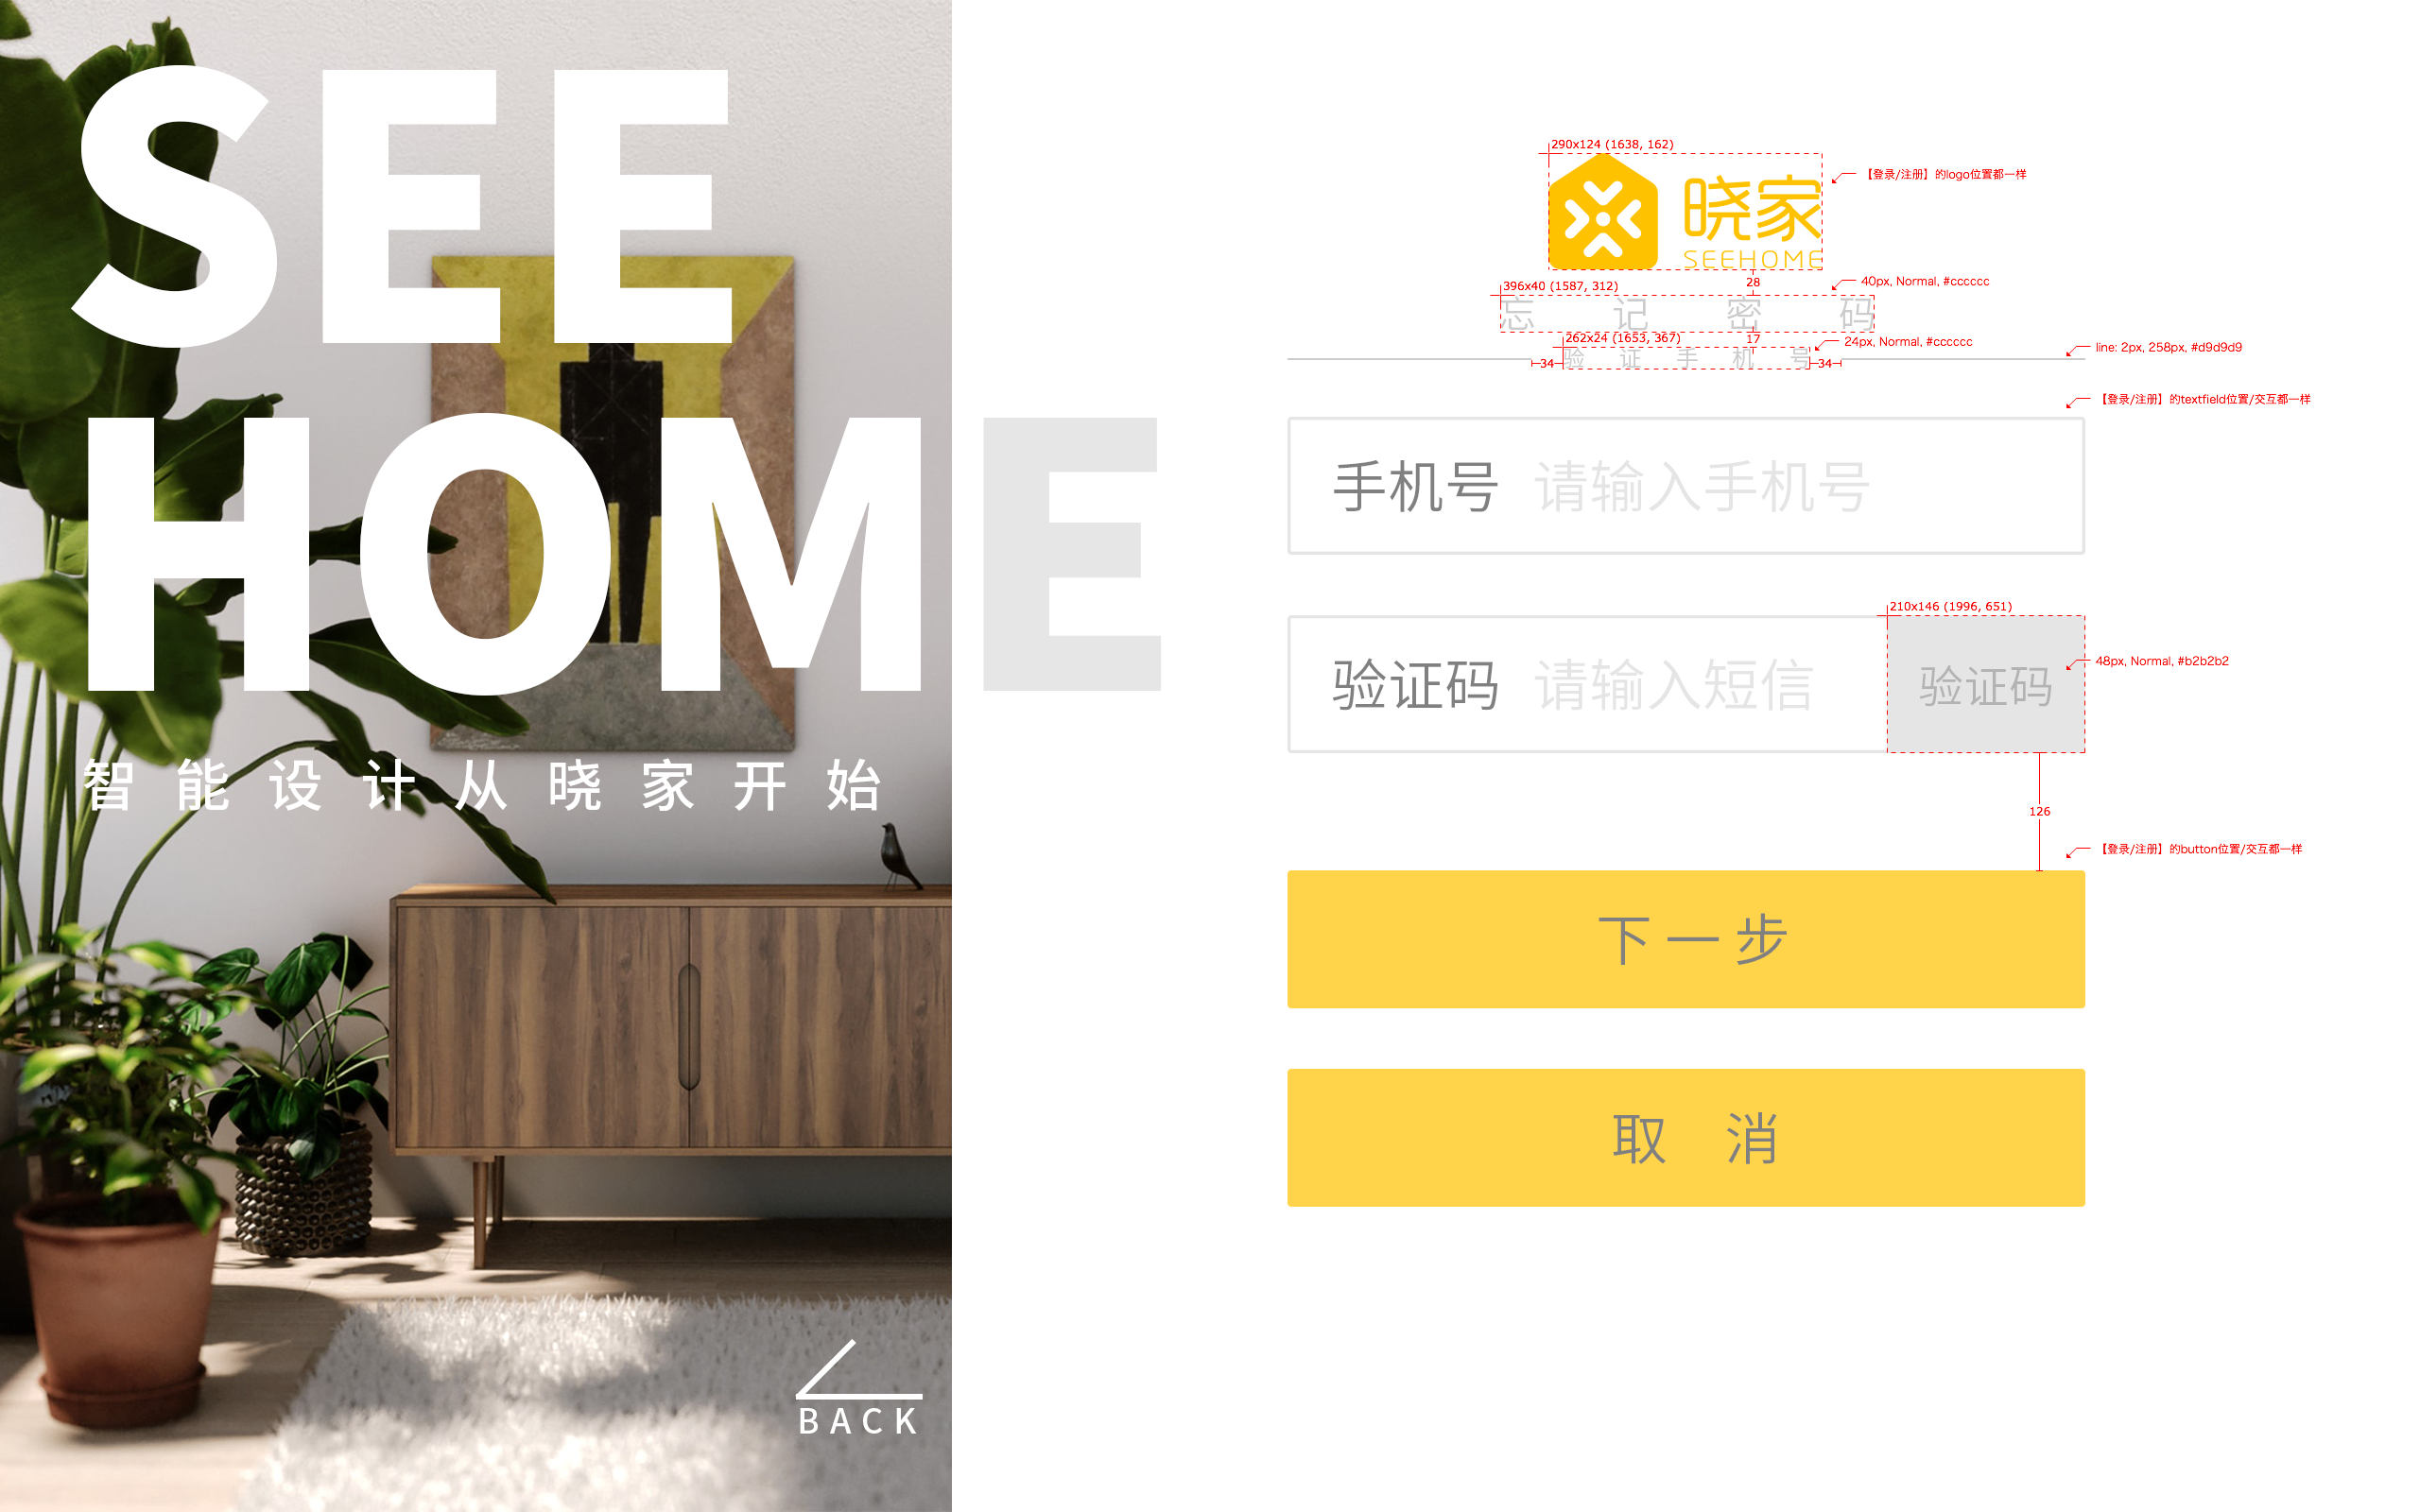 SEE
HOME
智能设计从晓家开始
BACK
290x124 (1638, 162)
【登录/注册】的logo位置都一样
晓家
SEEHOME
28
396x40 (1587, 312)
40px, Normal, #cccccc
忘记密码
262x24 (1653, 367)
17
24px, Normal, #cccccc
34
验证手机号
34
line: 2px, 258px, #d9d9d9
【登录/注册】的textfield位置/交互都一样
手机号 请输入手机号
210x146 (1996, 651)
验证码 请输入短信 验证码
48px, Normal, #b2b2b2
126
【登录/注册】的button位置/交互都一样
下一步
取 消